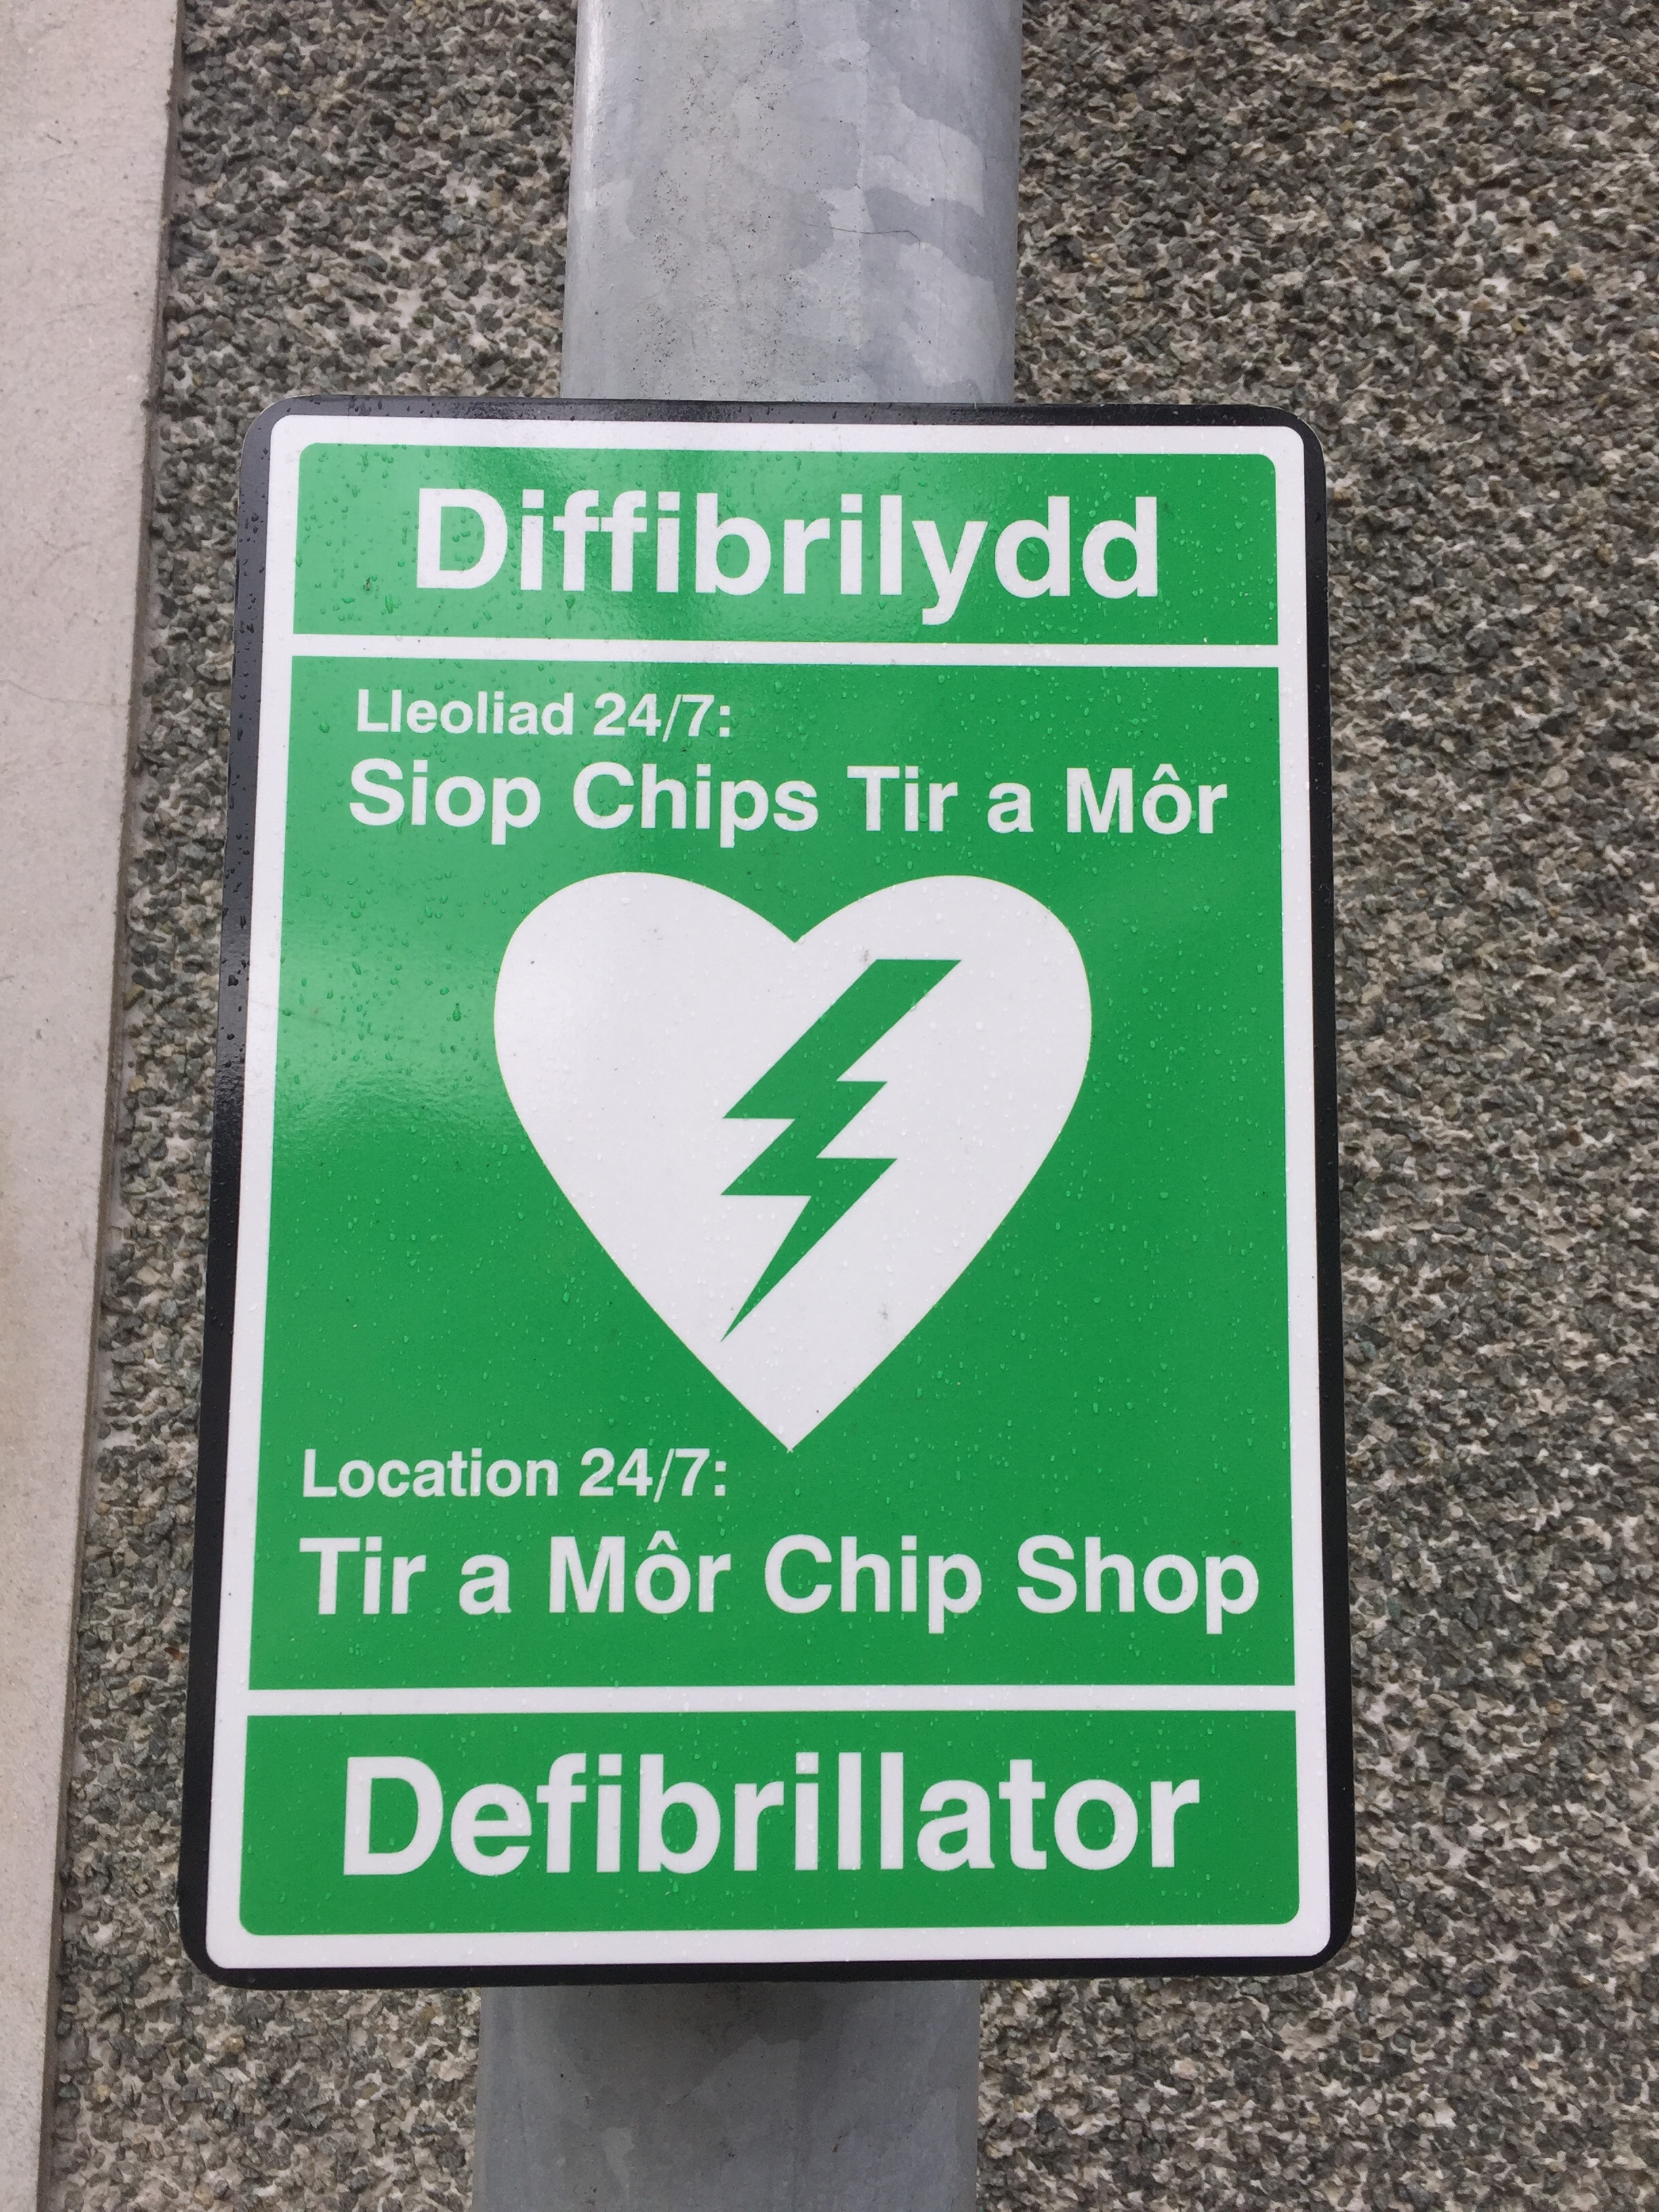 Diffibrilydd
Lleoliad 24/7:
Siop Chips Tir a Môr
Location 24/7:
Tir a Môr Chip Shop
Defibrillator